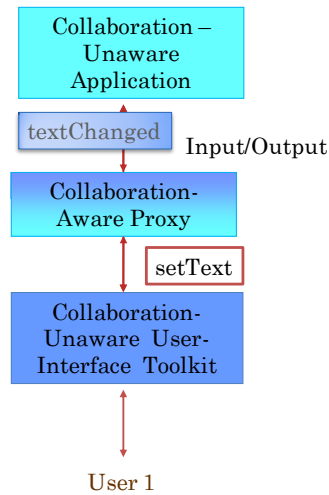 Collaboration –
Unaware
Application
textChanged
Input/Output
Collaboration-
Aware Proxy
setText
Collaboration-
Unaware User-
Interface Toolkit
User 1